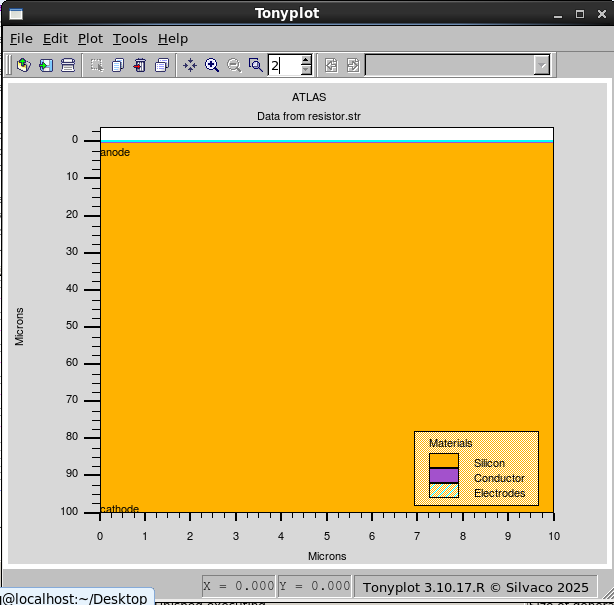 Tonyplot
File Edit Plot Tools Help
2
ATLAS
Data from resistor.str
0
anode
10
20
30
40
50
60
70
80
90
100
Microns
Materials
Silicon
Conductor
Electrodes
cathode
0 1 2 3 4 5 6 7 8 9 10
Microns
X = 0.000 Y = 0.000 Tonyplot 3.10.17.R © Silvaco 2025
@localhost:~/Desktop